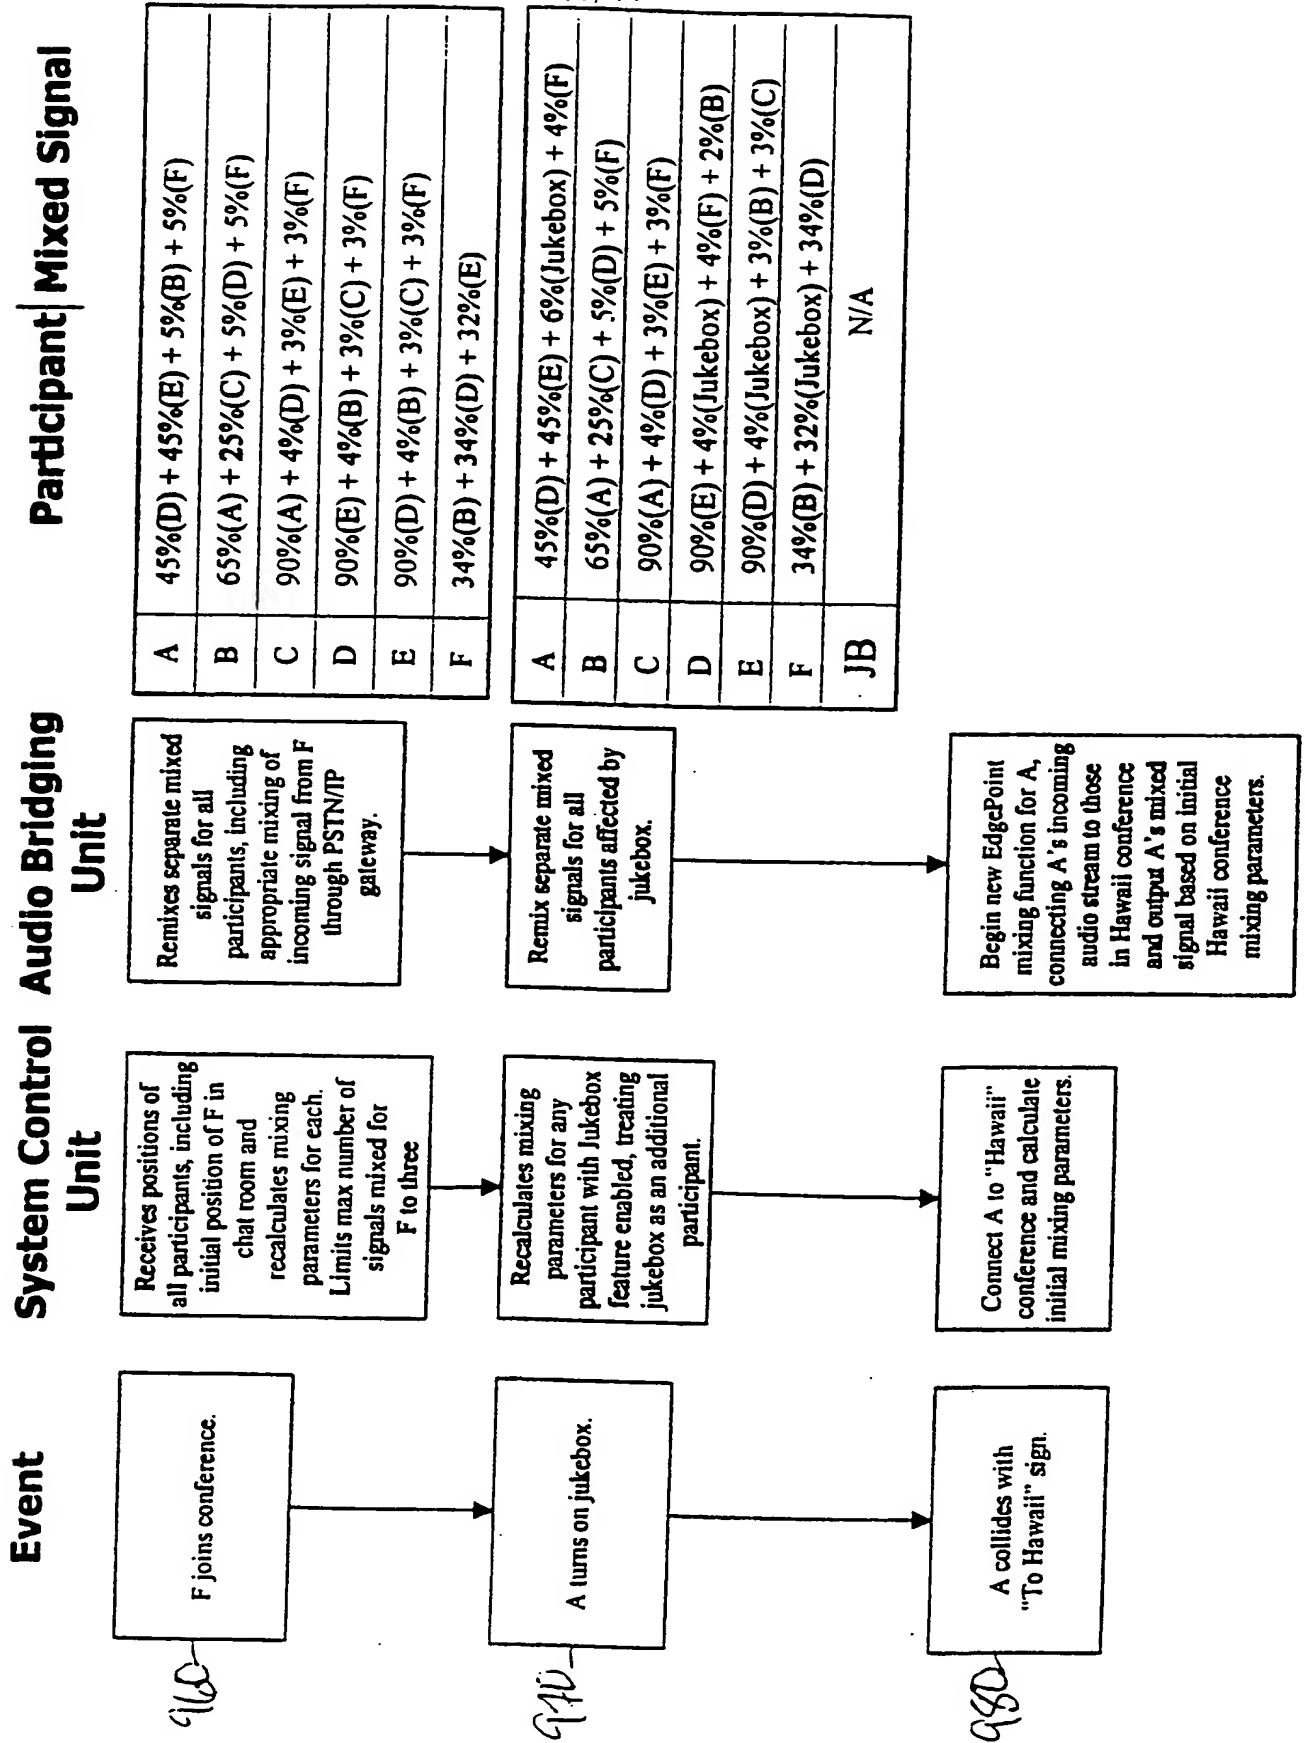 Event
System Control
Unit
Audio Bridging
Unit
Participant | Mixed Signal
960
F joins conference.
Receives positions of
all participants, including
initial position of F in
chat room and
recalculates mixing
parameters for each.
Limits max number of
signals mixed for
F to three
Remixes separate mixed
signals for all
participants, including
appropriate mixing of
incoming signal from F
through PSTN/IP
gateway.
A 45%(D) + 45%(E) + 5%(B) + 5%(F)
B 65%(A) + 25%(C) + 5%(D) + 5%(F)
C 90%(A) + 4%(D) + 3%(E) + 3%(F)
D 90%(E) + 4%(B) + 3%(C) + 3%(F)
E 90%(D) + 4%(B) + 3%(C) + 3%(F)
F 34%(B) + 34%(D) + 32%(E)
970
A turns on jukebox.
Recalculates mixing
parameters for any
participant with Jukebox
feature enabled, treating
jukebox as an additional
participant.
Remix separate mixed
signals for all
participants affected by
jukebox.
A 45%(D) + 45%(E) + 6%(Jukebox) + 4%(F)
B 65%(A) + 25%(C) + 5%(D) + 5%(F)
C 90%(A) + 4%(D) + 3%(E) + 3%(F)
D 90%(E) + 4%(Jukebox) + 4%(F) + 2%(B)
E 90%(D) + 4%(Jukebox) + 3%(B) + 3%(C)
F 34%(B) + 32%(Jukebox) + 34%(D)
JB N/A
980
A collides with
"To Hawaii" sign.
Connect A to "Hawaii"
conference and calculate
initial mixing parameters.
Begin new EdgePoint
mixing function for A,
connecting A's incoming
audio stream to those
in Hawaii conference
and output A's mixed
signal based on initial
Hawaii conference
mixing parameters.